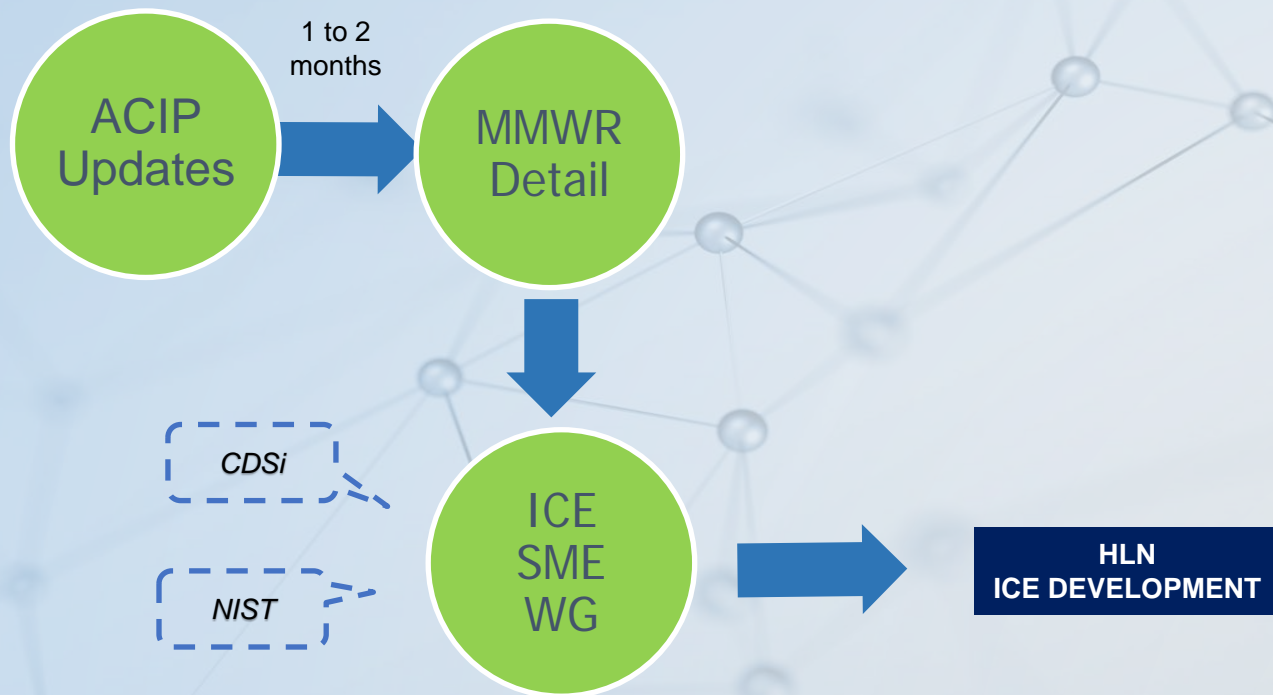 1 to 2
months
ACIP
Updates
MMWR
Detail
CDSi
NIST
ICE
SME
WG
HLN
ICE DEVELOPMENT